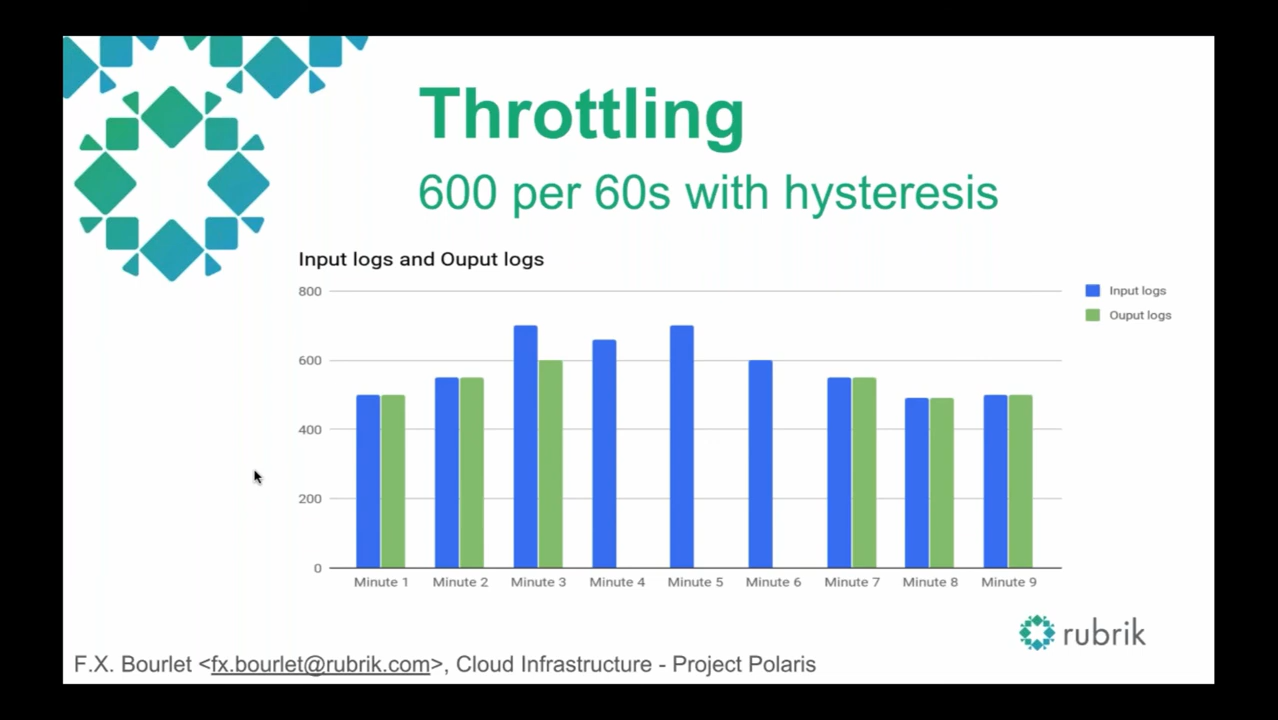 Throttling
600 per 60s with hysteresis
Input logs and Ouput logs
800
600
400
200
0
Input logs
Ouput logs
Minute 1 Minute 2 Minute 3 Minute 4 Minute 5 Minute 6 Minute 7 Minute 8 Minute 9
rubrik
F.X. Bourlet <fx.bourlet@rubrik.com>, Cloud Infrastructure - Project Polaris